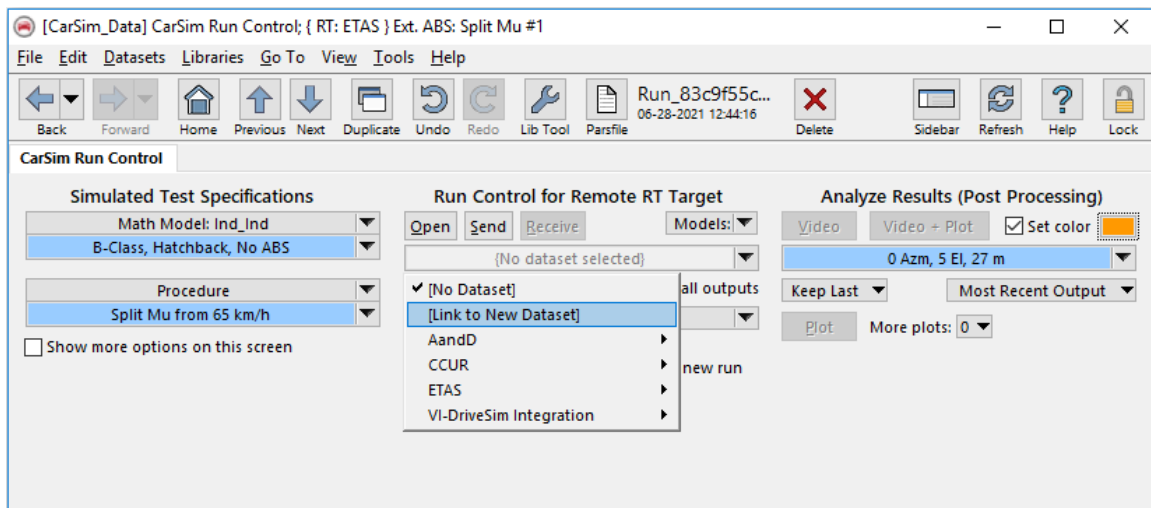 [CarSim_Data] CarSim Run Control; { RT: ETAS } Ext. ABS: Split Mu #1
File Edit Datasets Libraries Go To View Tools Help
Run_83c9f55c...
06-28-2021 12:44:16
Back Forward Home Previous Next Duplicate Undo Redo Lib Tool Parsfile Delete Sidebar Refresh Help Lock
CarSim Run Control
Simulated Test Specifications
Math Model: Ind_Ind
B-Class, Hatchback, No ABS
Procedure
Split Mu from 65 km/h
Show more options on this screen
Run Control for Remote RT Target
Open Send Receive Models:
{No dataset selected}
[No Dataset]
all outputs
[Link to New Dataset]
AandD
CCUR
new run
ETAS
VI-DriveSim Integration
Analyze Results (Post Processing)
Video Video + Plot Set color
0 Azm, 5 El, 27 m
Keep Last Most Recent Output
Plot More plots: 0